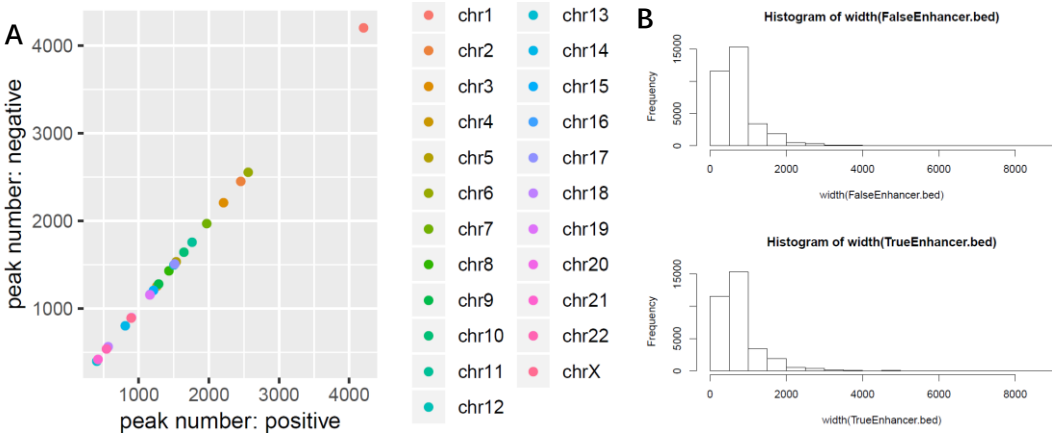 A
4000
3000
2000
1000
peak number: negative
1000 2000 3000 4000
peak number: positive
chr1 chr13
chr2 chr14
chr3 chr15
chr4 chr16
chr5 chr17
chr6 chr18
chr7 chr19
chr8 chr20
chr9 chr21
chr10 chr22
chr11 chrX
chr12
B
Histogram of width(FalseEnhancer.bed)
Frequency
15000
5000
0
0 2000 4000 6000 8000
width(FalseEnhancer.bed)
Histogram of width(TrueEnhancer.bed)
Frequency
15000
5000
0
0 2000 4000 6000 8000
width(TrueEnhancer.bed)